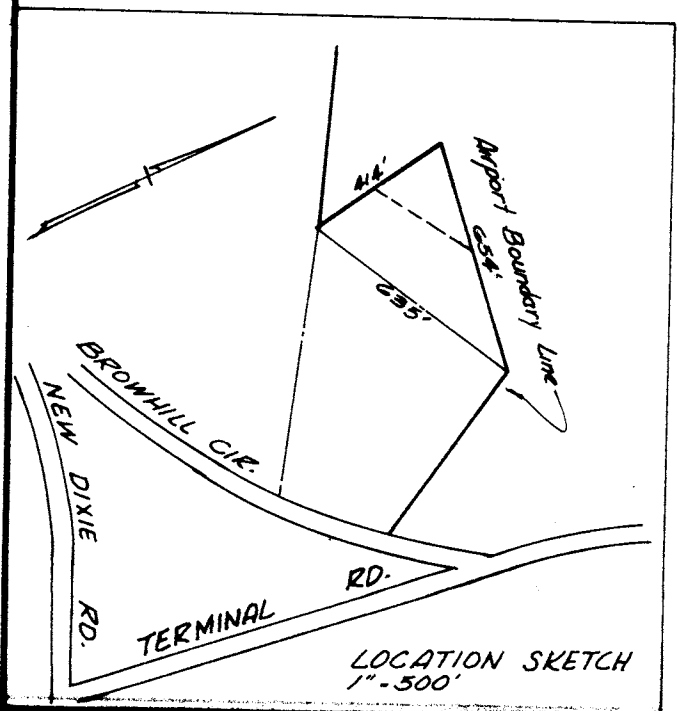 Airport Boundary Line
414'
654'
635'
BROWHILL CIR.
NEW DIXIE RD.
TERMINAL RD.
LOCATION SKETCH
1"-500'